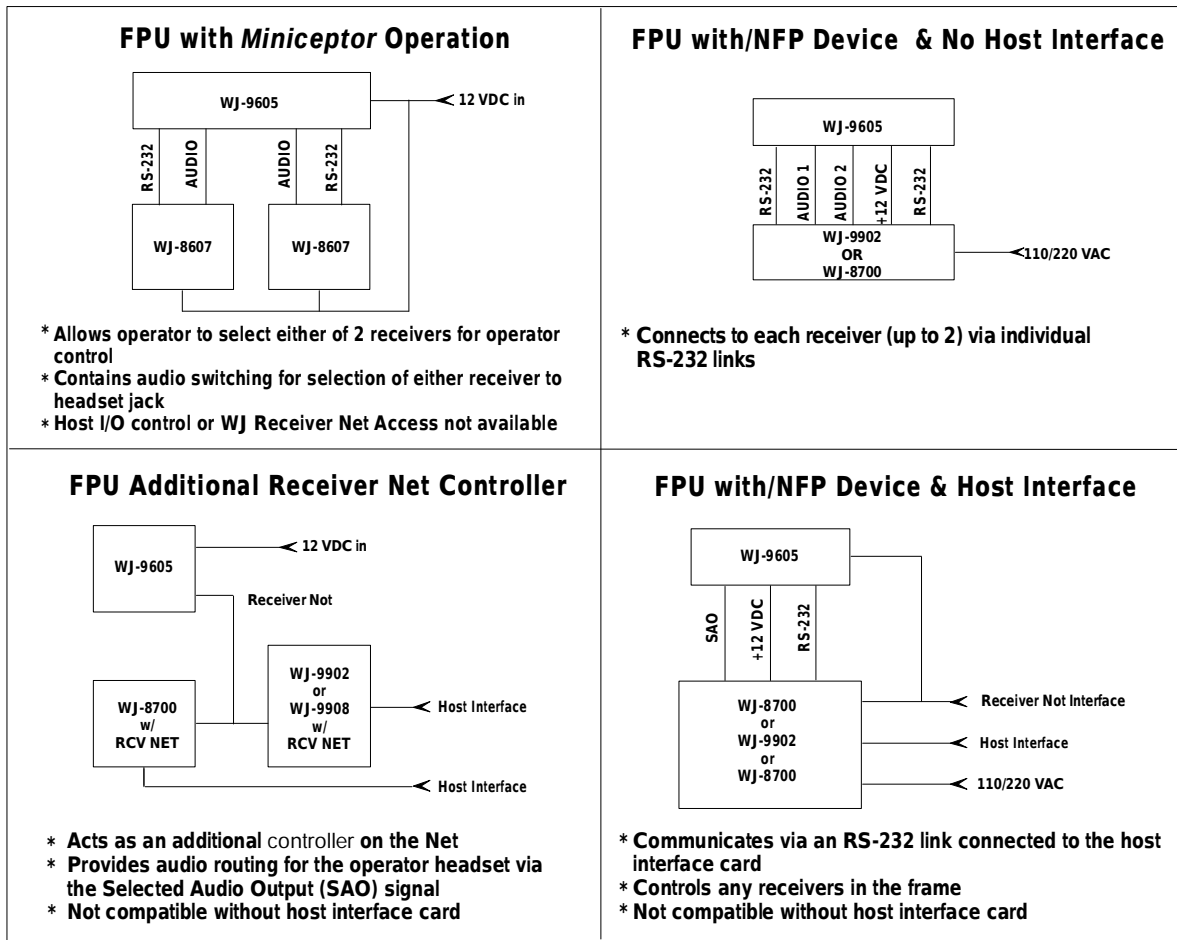 FPU with Miniceptor Operation
WJ-9605
12 VDC in
RS-232
AUDIO
AUDIO
RS-232
WJ-8607
WJ-8607
* Allows operator to select either of 2 receivers for operator
control
* Contains audio switching for selection of either receiver to
headset jack
* Host I/O control or WJ Receiver Net Access not available
FPU with/NFP Device & No Host Interface
WJ-9605
RS-232
AUDIO 1
AUDIO 2
+12 VDC
RS-232
WJ-9902
OR
WJ-8700
110/220 VAC
* Connects to each receiver (up to 2) via individual
RS-232 links
FPU Additional Receiver Net Controller
WJ-9605
12 VDC in
Receiver Not
WJ-8700
w/
RCV NET
WJ-9902
or
WJ-9908
w/
RCV NET
Host Interface
Host Interface
* Acts as an additional controller on the Net
* Provides audio routing for the operator headset via
the Selected Audio Output (SAO) signal
* Not compatible without host interface card
FPU with/NFP Device & Host Interface
WJ-9605
SAO
+12 VDC
RS-232
WJ-8700
or
WJ-9902
or
WJ-8700
Receiver Not Interface
Host Interface
110/220 VAC
* Communicates via an RS-232 link connected to the host
interface card
* Controls any receivers in the frame
* Not compatible without host interface card